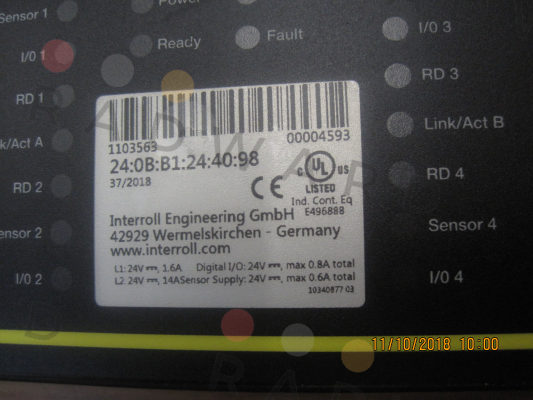 Sensor 1
Power
I/O 3
I/O 1
Ready
Fault
RD 3
RD 1
1103563
00004593
Link/Act B
k/Act A
24:0B:B1:24:40:98
37/2018
C UL US
LISTED
CE
RD 2
RD 4
Ind. Cont. Eq
E496888
Interroll Engineering GmbH
42929 Wermelskirchen - Germany
www.interroll.com
ensor 2
Sensor 4
L1: 24V, 1.6A Digital I/O: 24V, max 0.8A total
L2: 24V, 14A Sensor Supply: 24V, max 0.6A total
I/O 2
I/O 4
10340877 03
11/10/2018 10:00